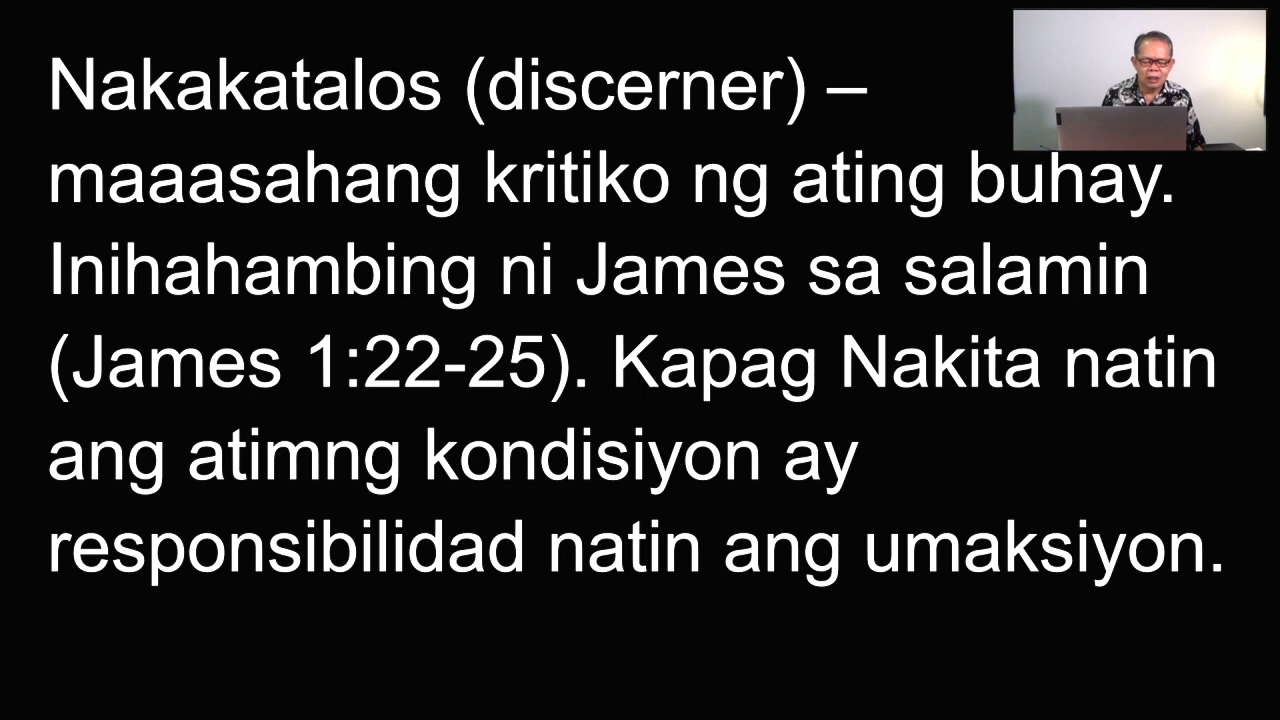 Nakakatalos (discerner) –
maaasahang kritiko ng ating buhay.
Inihahambing ni James sa salamin
(James 1:22-25). Kapag Nakita natin
ang atimng kondisiyon ay
responsibilidad natin ang umaksiyon.